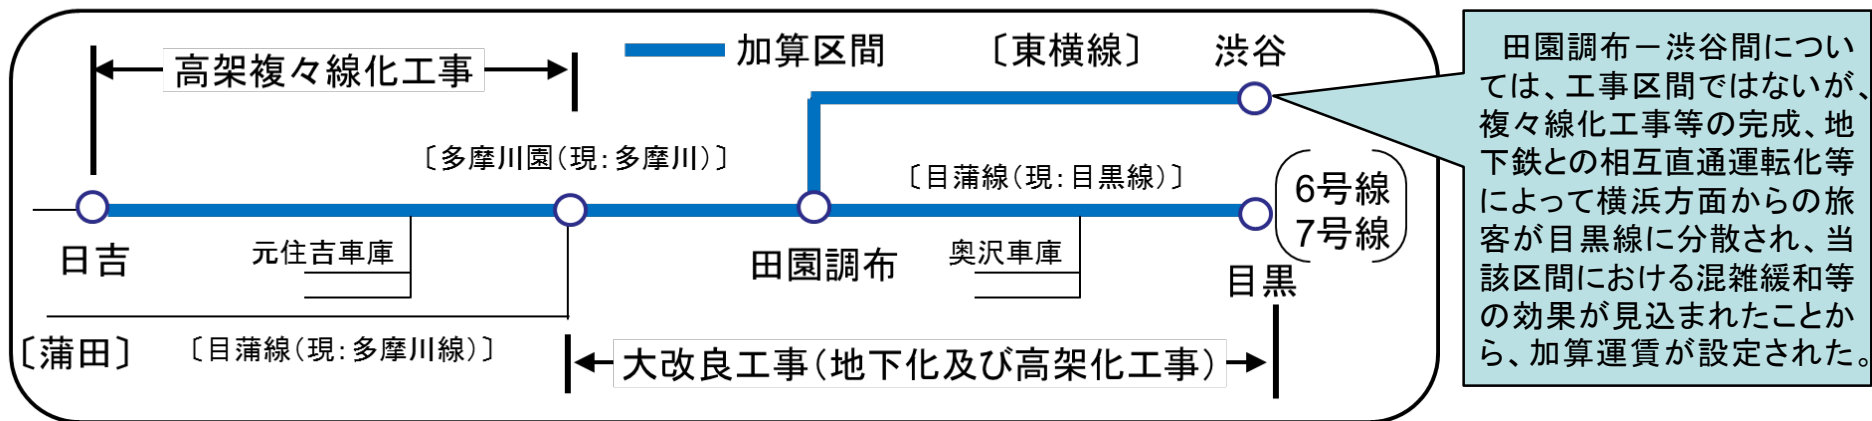 高架複々線化工事
加算区間
〔東横線〕
渋谷
〔多摩川園(現:多摩川)〕
〔目蒲線(現:目黒線)〕
6号線
7号線
日吉
元住吉車庫
田園調布
奥沢車庫
目黒
〔蒲田〕
〔目蒲線(現:多摩川線)〕
大改良工事(地下化及び高架化工事)
田園調布-渋谷間につい
ては、工事区間ではないが、
複々線化工事等の完成、地
下鉄との相互直通運転化等
によって横浜方面からの旅
客が目黒線に分散され、当
該区間における混雑緩和等
の効果が見込まれたことか
ら、加算運賃が設定された。